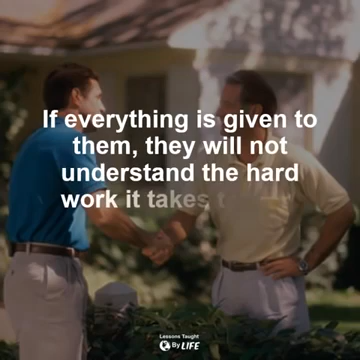 If everything is given to
them, they will not
understand the hard
work it takes
Lessons Taught
By LIFE